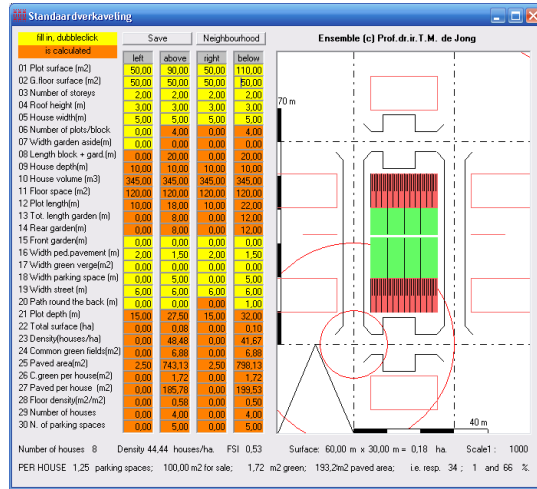 Standaardverkaveling
fill in, dubbleclick Save Neighbourhood Ensemble (c) Prof.dr.ir.T.M. de Jong
is calculated
left above right below
01 Plot surface (m2) 50,00 90,00 50,00 110,00
02 G.floor surface (m2) 50,00 50,00 50,00 50,00
03 Number of storeys 2,00 2,00 2,00 2,00
04 Roof height(m) 3,00 3,00 3,00 3,00
05 House width(m) 5,00 5,00 5,00 5,00
06 Number of plots/block 0,00 4,00 0,00 4,00
07 Width garden aside(m) 0,00 0,00 0,00 0,00
08 Length block + gard.(m) 0,00 20,00 0,00 20,00
09 House depth(m) 10,00 10,00 10,00 10,00
10 House volume (m3) 345,00 345,00 345,00 345,00
11 Floor space (m2) 120,00 120,00 120,00 120,00
12 Plot length(m) 10,00 18,00 10,00 22,00
13 Tot. length garden (m) 0,00 8,00 0,00 12,00
14 Rear garden(m) 0,00 8,00 0,00 12,00
15 Front garden(m) 0,00 0,00 0,00 0,00
16 Width ped.pavement (m) 2,00 1,50 2,00 1,50
17 Width green verge(m2) 0,00 0,00 0,00 0,00
18 Width parking space (m) 0,00 5,00 0,00 5,00
19 Width street (m) 6,00 6,00 6,00 6,00
20 Path round the back (m) 0,00 0,00 0,00 1,00
21 Plot depth (m) 15,00 27,50 15,00 32,00
22 Total surface (ha) 0,00 0,08 0,00 0,10
23 Density(houses/ha) 0,00 48,48 0,00 41,67
24 Common green fields(m2) 0,00 6,88 0,00 6,88
25 Paved area(m2) 2,50 743,13 2,50 798,13
26 C.green per house(m2) 0,00 1,72 0,00 1,72
27 Paved per house (m2) 0,00 185,78 0,00 199,53
28 Floor density(m2/m2) 0,00 0,58 0,00 0,50
29 Number of houses 0,00 4,00 0,00 4,00
30 N. of parking spaces 0,00 5,00 0,00 5,00
70 m
40 m
Number of houses 8 Density 44,44 houses/ha. FSI 0,53 Surface: 60,00 m x 30,00 m = 0,18 ha. Scale1 : 1000
PER HOUSE 1,25 parking spaces; 100,00 m2 for sale; 1,72 m2 green; 193,2m2 paved area; i.e. resp. 34 ; 1 and 66 %.